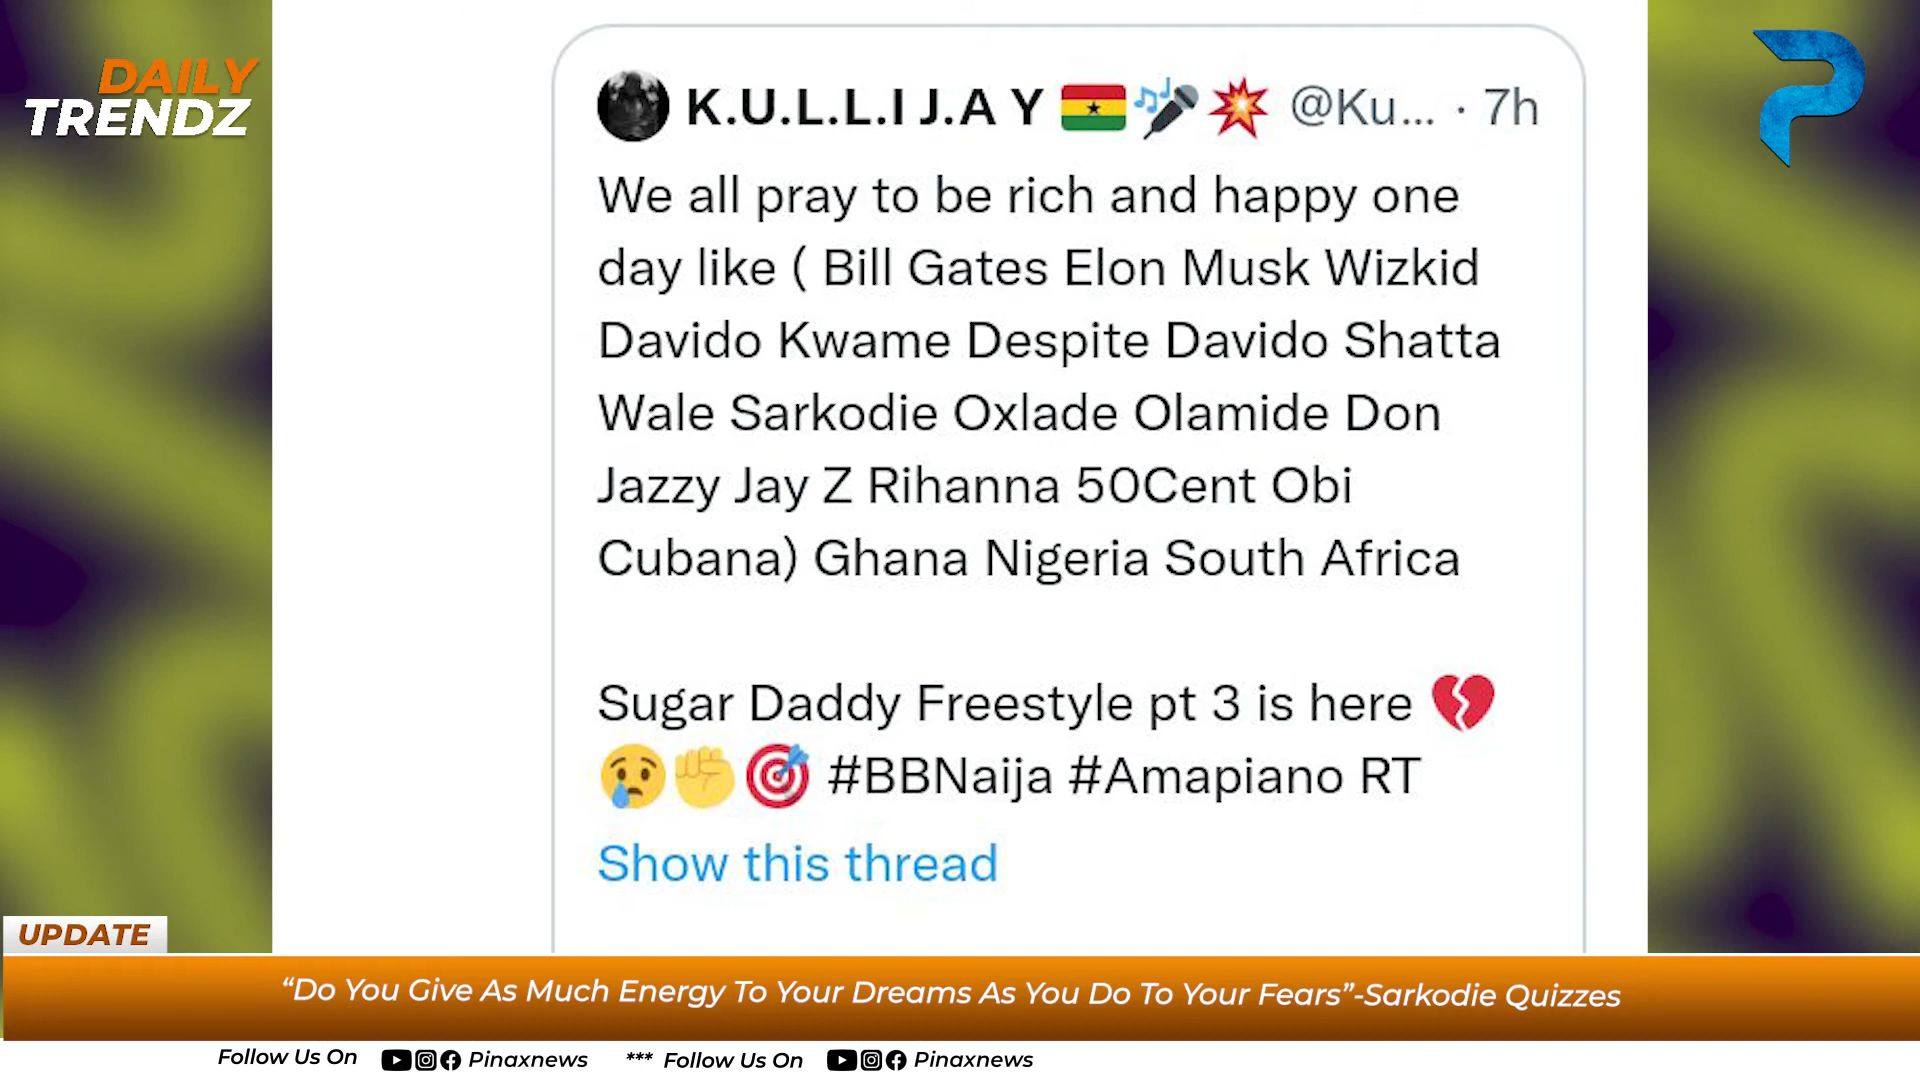 DAILY
TRENDZ
K.U.L.L.I J.A Y 🇬🇭🎤💥 @Ku... · 7h
We all pray to be rich and happy one
day like ( Bill Gates Elon Musk Wizkid
Davido Kwame Despite Davido Shatta
Wale Sarkodie Oxlade Olamide Don
Jazzy Jay Z Rihanna 50Cent Obi
Cubana) Ghana Nigeria South Africa
Sugar Daddy Freestyle pt 3 is here 💔
😢✊🎯 #BBNaija #Amapiano RT
Show this thread
UPDATE
“Do You Give As Much Energy To Your Dreams As You Do To Your Fears”-Sarkodie Quizzes
Follow Us On Pinaxnews *** Follow Us On Pinaxnews